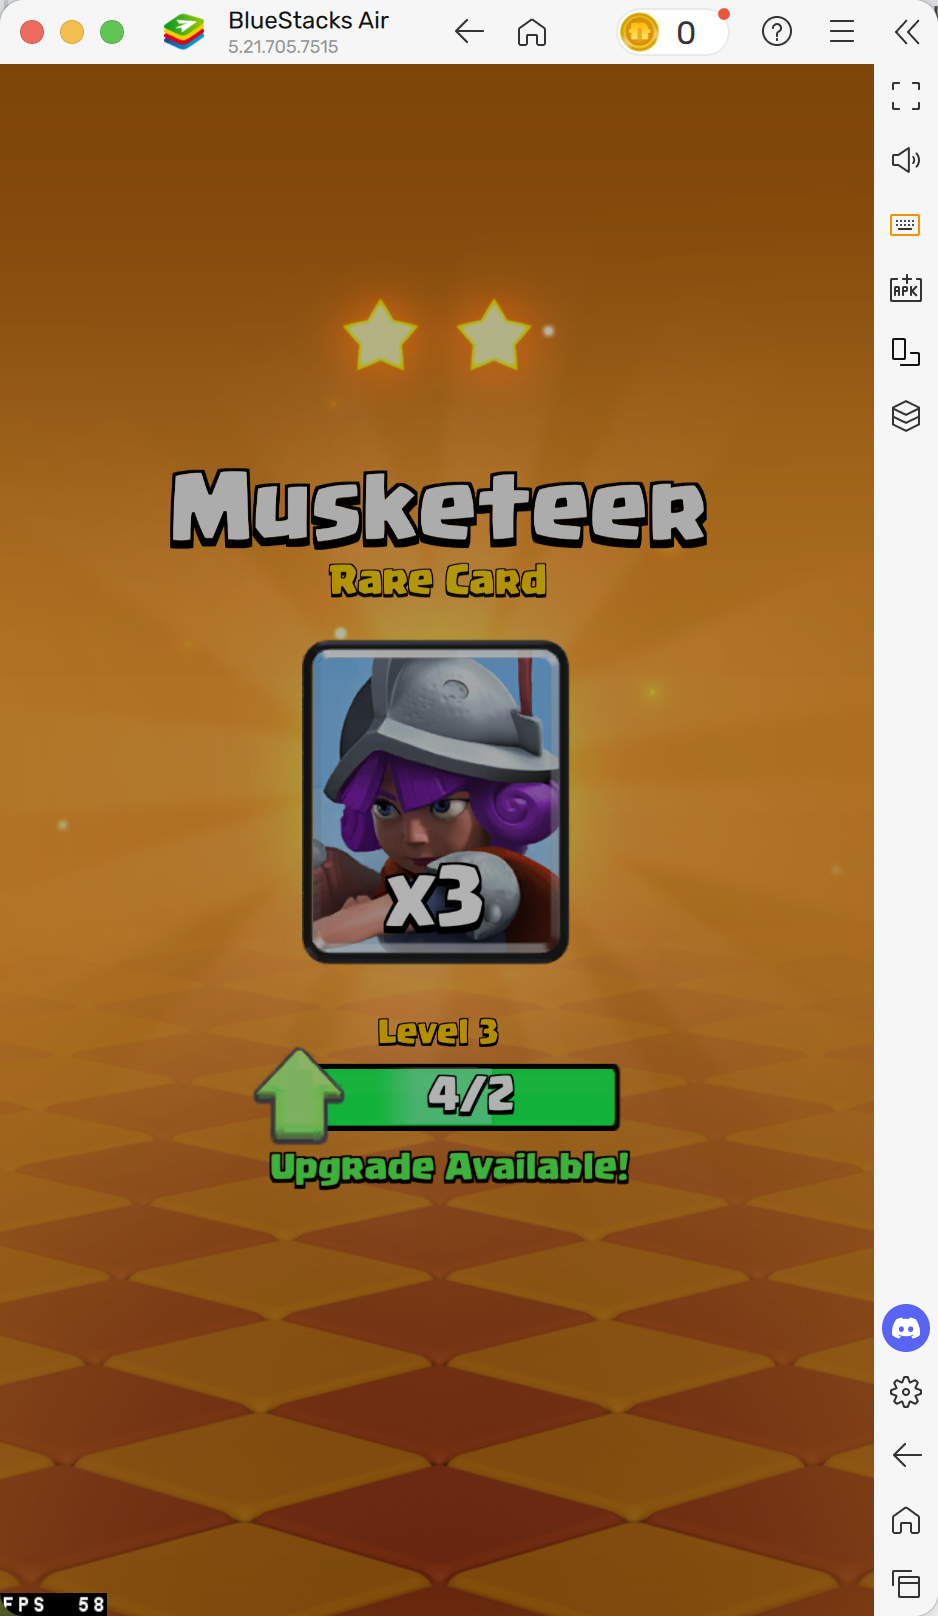 BlueStacks Air
5.21.705.7515
0
APK
Musketeer
Rare Card
x3
Level 3
4/2
Upgrade Available!
FPS 58